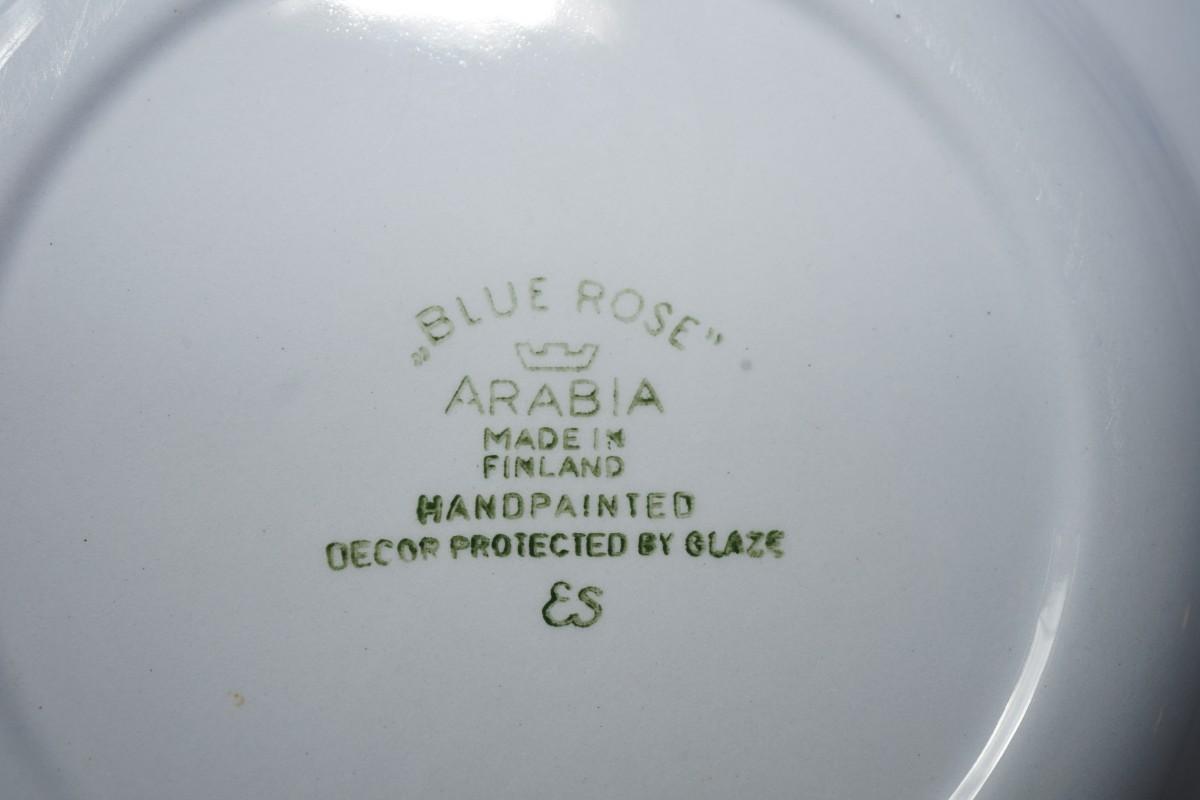 „BLUE ROSE”
ARABIA
MADE IN
FINLAND
HANDPAINTED
DECOR PROTECTED BY GLAZE
ES